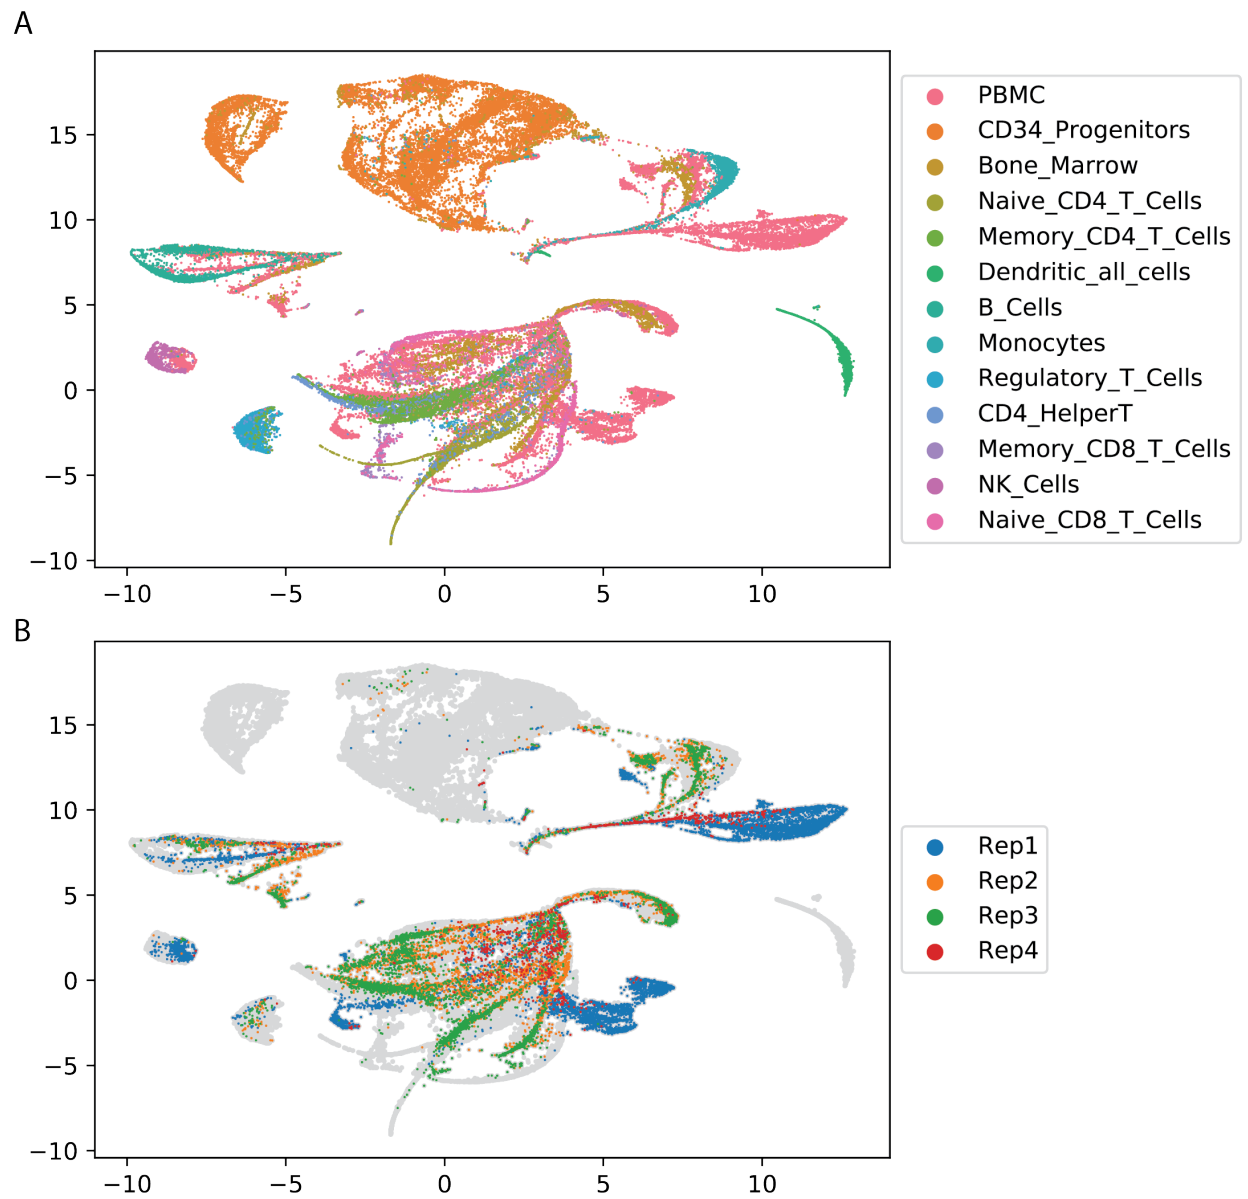 A
15
10
5
0
−5
−10
−10 −5 0 5 10
PBMC
CD34_Progenitors
Bone_Marrow
Naive_CD4_T_Cells
Memory_CD4_T_Cells
Dendritic_all_cells
B_Cells
Monocytes
Regulatory_T_Cells
CD4_HelperT
Memory_CD8_T_Cells
NK_Cells
Naive_CD8_T_Cells
B
15
10
5
0
−5
−10
−10 −5 0 5 10
Rep1
Rep2
Rep3
Rep4